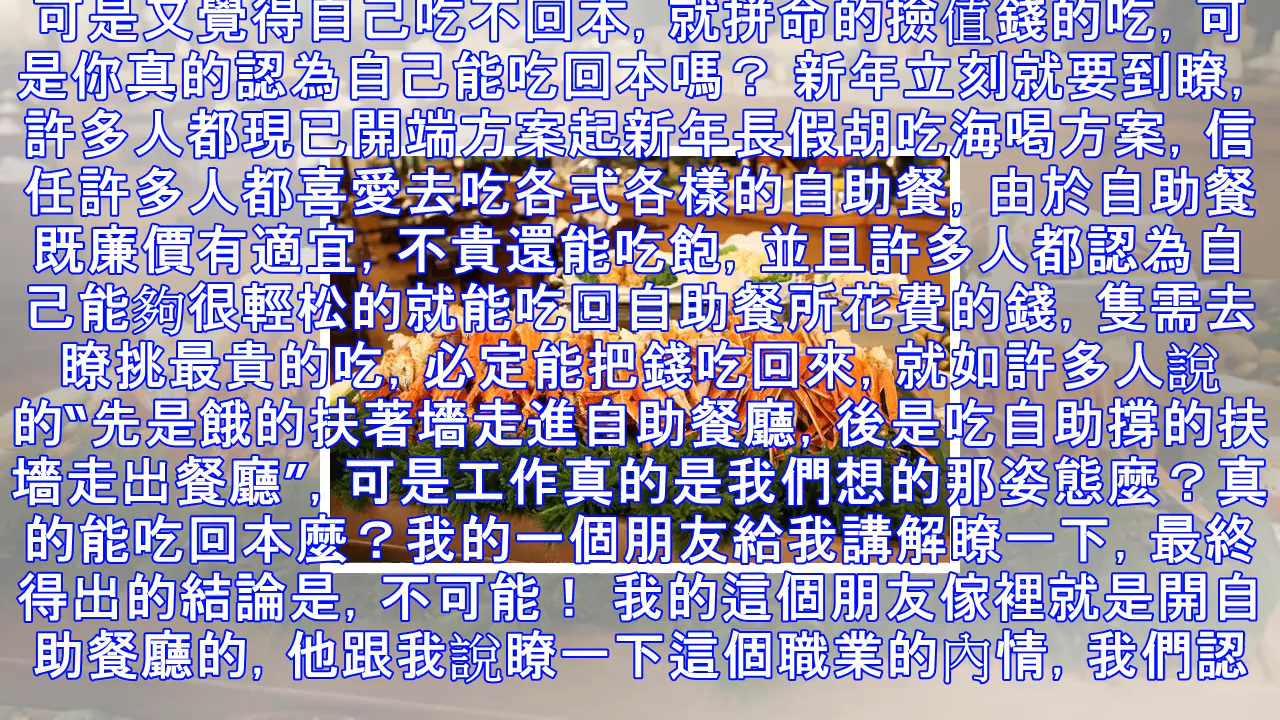 可是又覺得自己吃不回本, 就拼命的撿值錢的吃, 可
是你真的認為自己能吃回本嗎？ 新年立刻就要到瞭,
許多人都現已開端方案起新年長假胡吃海喝方案, 信
任許多人都喜愛去吃各式各樣的自助餐, 由於自助餐
既廉價有適宜, 不貴還能吃飽, 並且許多人都認為自
己能夠很輕松的就能吃回自助餐所花費的錢, 隻需去
瞭挑最貴的吃, 必定能把錢吃回來, 就如許多人說
的“先是餓的扶著墻走進自助餐廳, 後是吃自助撐的扶
墻走出餐廳”, 可是工作真的是我們想的那姿態麼？真
的能吃回本麼？我的一個朋友給我講解瞭一下, 最終
得出的結論是, 不可能！ 我的這個朋友傢裡就是開自
助餐廳的, 他跟我說瞭一下這個職業的內情, 我們認